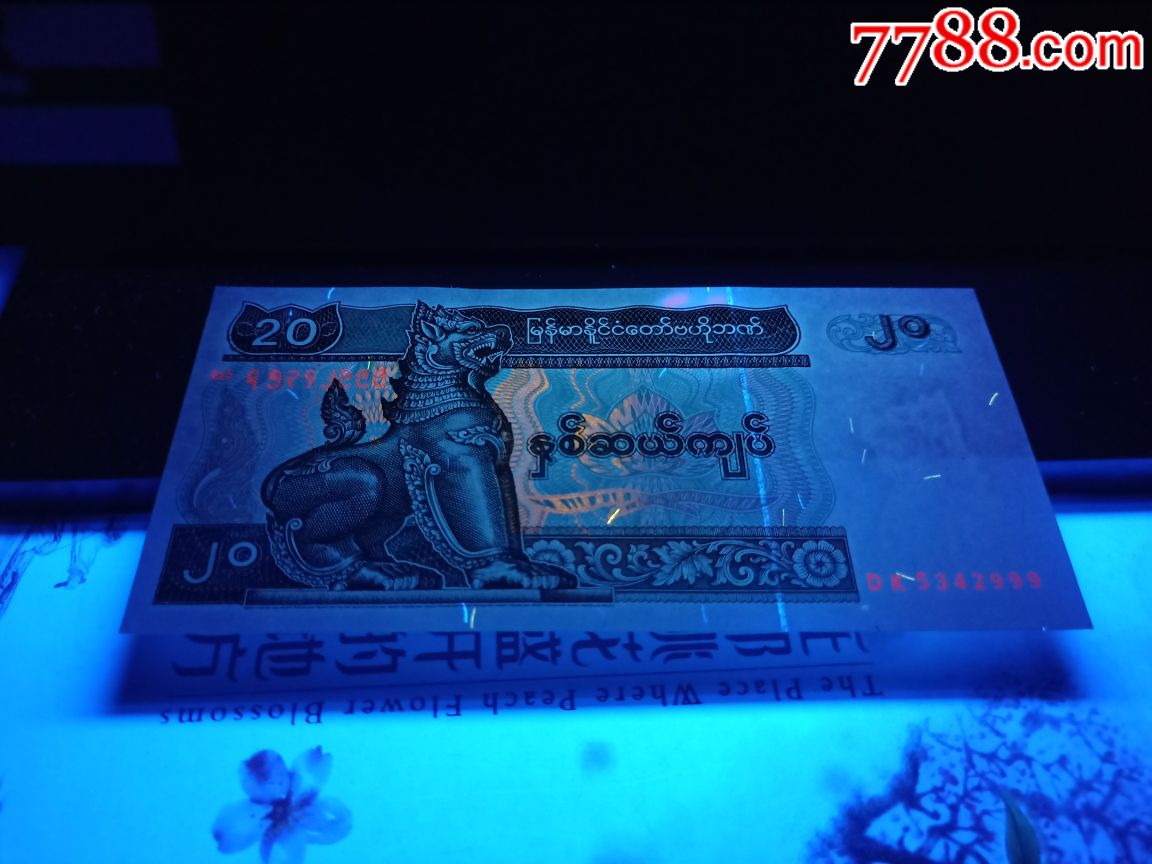 7788.com
20
မြန်မာနိုင်ငံတော်ဗဟိုဘဏ်
၂၀
နှစ်ဆယ်ကျပ်
၂၀
DK 5342999
The Place Where Peach Flower Blossoms